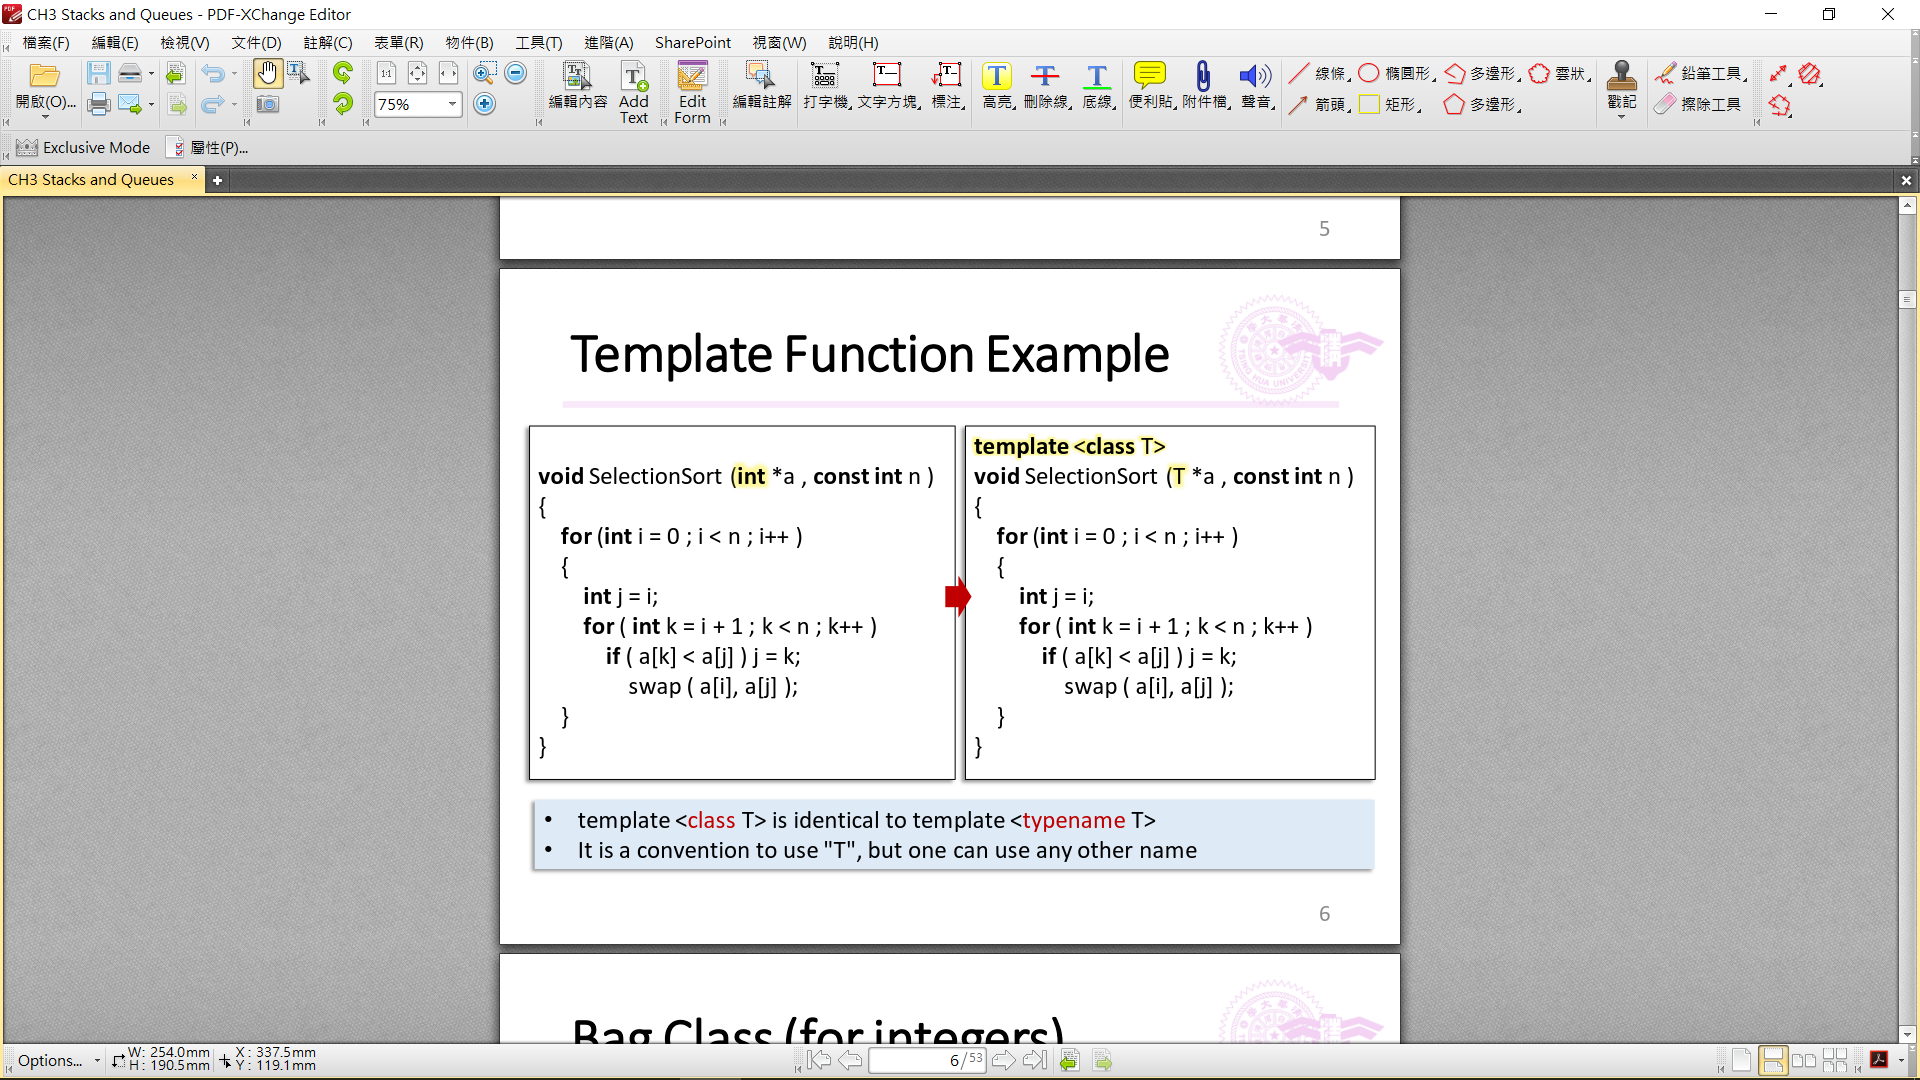 CH3 Stacks and Queues - PDF-XChange Editor
檔案(F) 編輯(E) 檢視(V) 文件(D) 註解(C) 表單(R) 物件(B) 工具(T) 進階(A) SharePoint 視窗(W) 說明(H)
開啟(O)...
1:1
75%
編輯內容
Add Text
Edit Form
編輯註解
打字機
文字方塊
標注
高亮
刪除線
底線
便利貼
附件檔
聲音
線條 橢圓形 多邊形 雲狀
箭頭 矩形 多邊形
戳記
鉛筆工具
擦除工具
Exclusive Mode 屬性(P)...
CH3 Stacks and Queues
5
Template Function Example
void SelectionSort (int *a , const int n )
{
for (int i = 0 ; i < n ; i++ )
{
int j = i;
for ( int k = i + 1 ; k < n ; k++ )
if ( a[k] < a[j] ) j = k;
swap ( a[i], a[j] );
}
}
template <class T>
void SelectionSort (T *a , const int n )
{
for (int i = 0 ; i < n ; i++ )
{
int j = i;
for ( int k = i + 1 ; k < n ; k++ )
if ( a[k] < a[j] ) j = k;
swap ( a[i], a[j] );
}
}
• template <class T> is identical to template <typename T>
• It is a convention to use "T", but one can use any other name
6
Bag Class (for integers)
Options...
W: 254.0mm
H: 190.5mm
X: 337.5mm
Y: 119.1mm
6/53